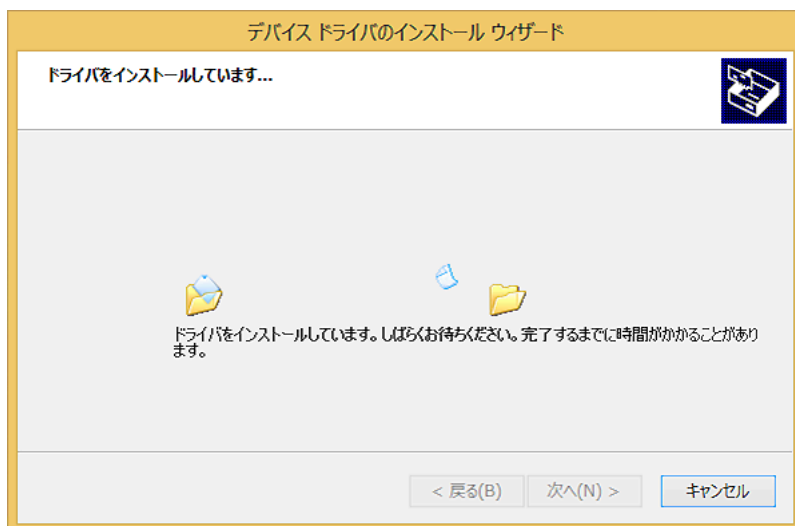 デバイス ドライバのインストール ウィザード
ドライバをインストールしています...
ドライバをインストールしています。しばらくお待ちください。完了するまでに時間がかかることがあり
ます。
< 戻る(B)
次へ(N) >
キャンセル